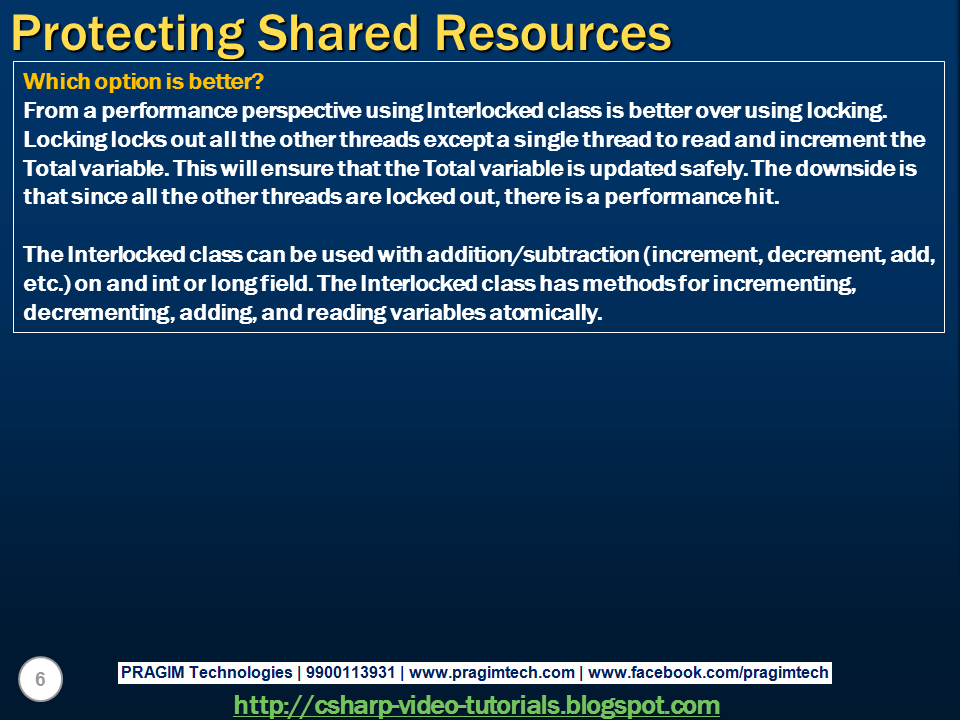 Protecting Shared Resources
Which option is better?
From a performance perspective using Interlocked class is better over using locking.
Locking locks out all the other threads except a single thread to read and increment the
Total variable. This will ensure that the Total variable is updated safely. The downside is
that since all the other threads are locked out, there is a performance hit.
The Interlocked class can be used with addition/subtraction (increment, decrement, add,
etc.) on and int or long field. The Interlocked class has methods for incrementing,
decrementing, adding, and reading variables atomically.
6
PRAGIM Technologies | 9900113931 | www.pragimtech.com | www.facebook.com/pragimtech
http://csharp-video-tutorials.blogspot.com